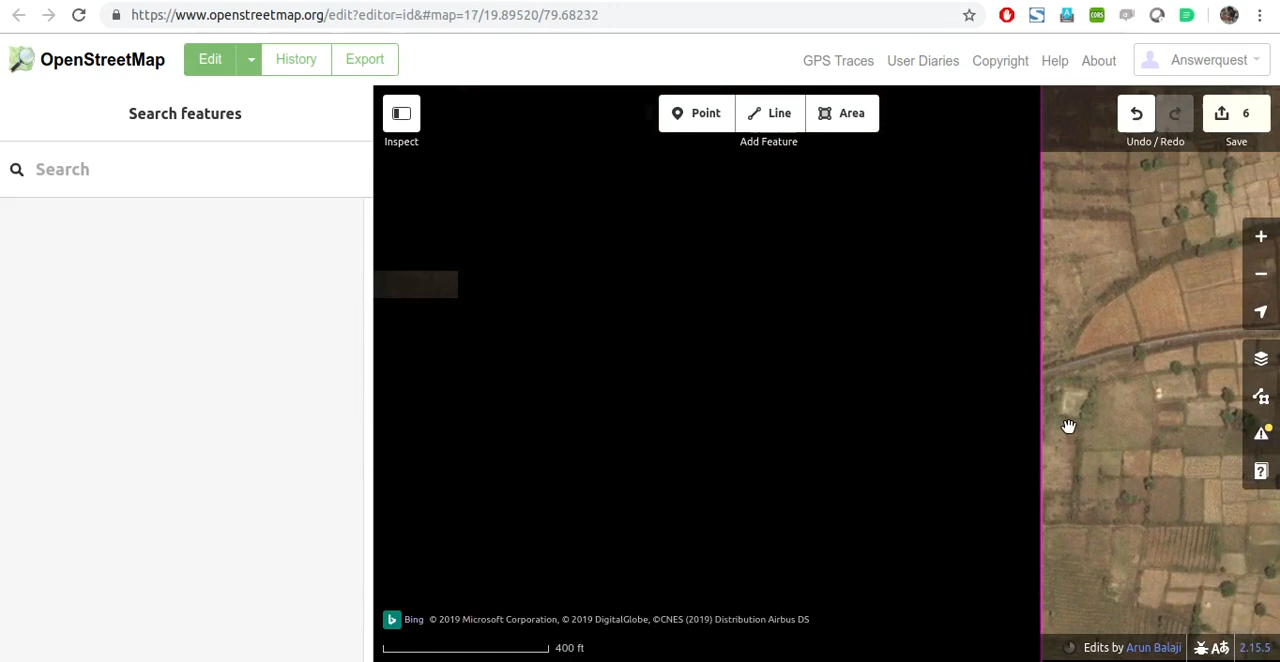 https://www.openstreetmap.org/edit?editor=id&#map=17/19.89520/79.68232
CORS
OpenStreetMap
Edit
History
Export
GPS Traces
User Diaries
Copyright
Help
About
Answerquest
Search features
Search
Inspect
Point
Line
Area
Add Feature
Undo / Redo
6
Save
Bing © 2019 Microsoft Corporation, © 2019 DigitalGlobe, ©CNES (2019) Distribution Airbus DS
400 ft
Edits by Arun Balaji
2.15.5